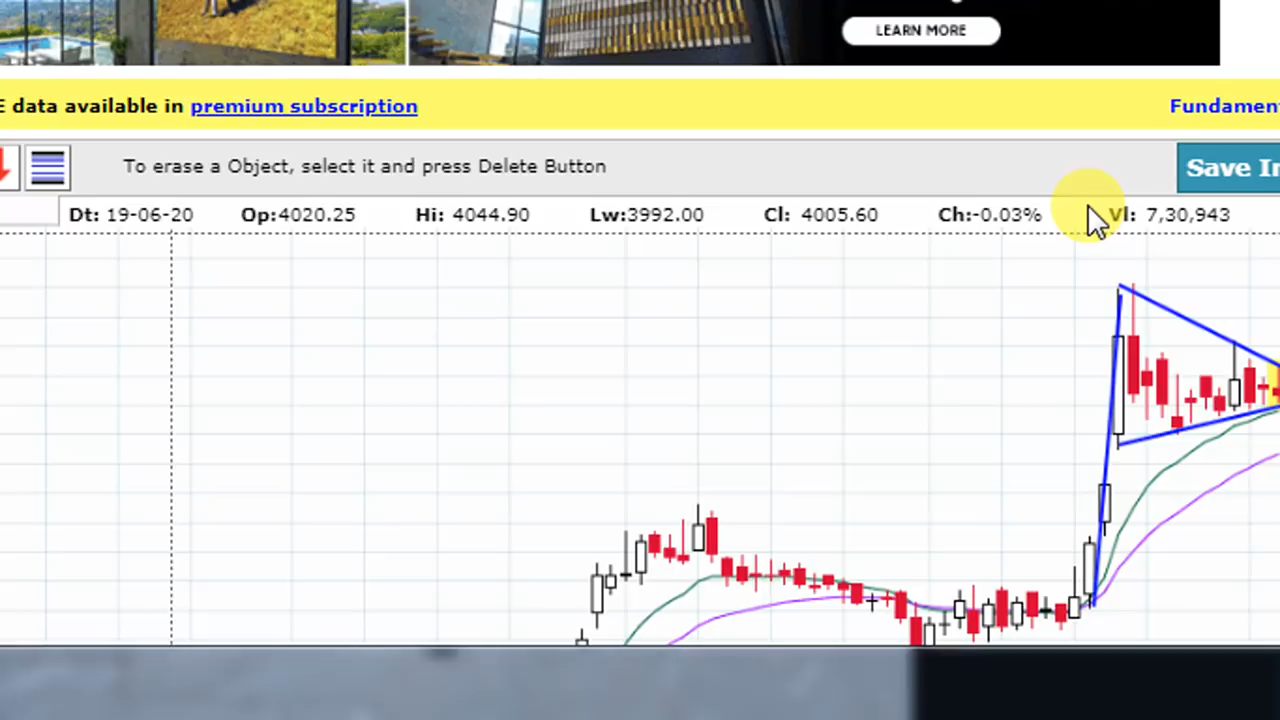 LEARN MORE
E data available in premium subscription
Fundamen
To erase a Object, select it and press Delete Button
Save I
Dt: 19-06-20 Op:4020.25 Hi: 4044.90 Lw:3992.00 Cl: 4005.60 Ch:-0.03% Vl: 7,30,943